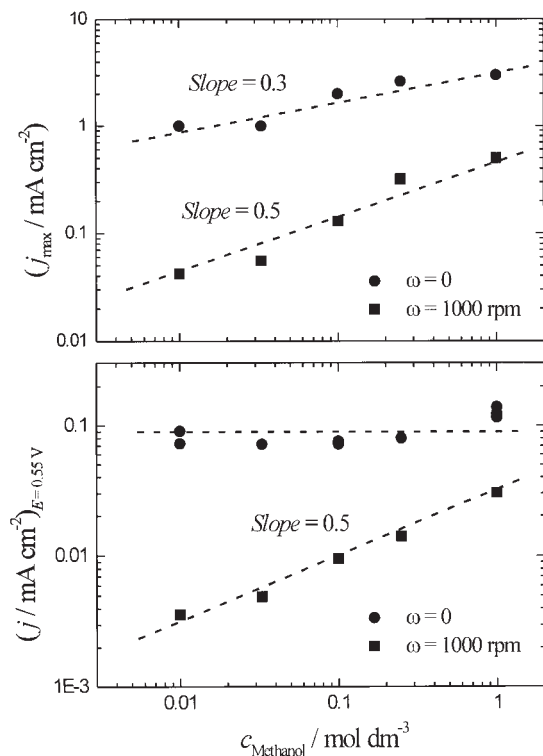 10
Slope = 0.3
1
(j_max / mA cm⁻²)
Slope = 0.5
0.1
ω = 0
ω = 1000 rpm
0.01
0.1
(j / mA cm⁻²)_E = 0.55 V
Slope = 0.5
0.01
ω = 0
ω = 1000 rpm
1E-3
0.01 0.1 1
c_Methanol / mol dm⁻³